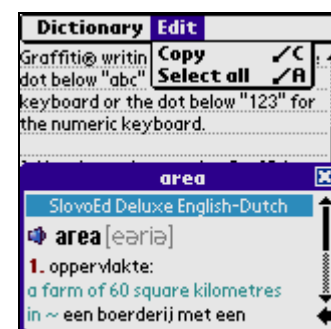 Dictionary Edit
Graffiti® writin
Copy ✓C
dot below "abc"
Select all ✓A
keyboard or the dot below "123" for
the numeric keyboard.
area
SlovoEd Deluxe English-Dutch
area [eəriə]
1. oppervlakte:
a farm of 60 square kilometres
in ~ een boerderij met een